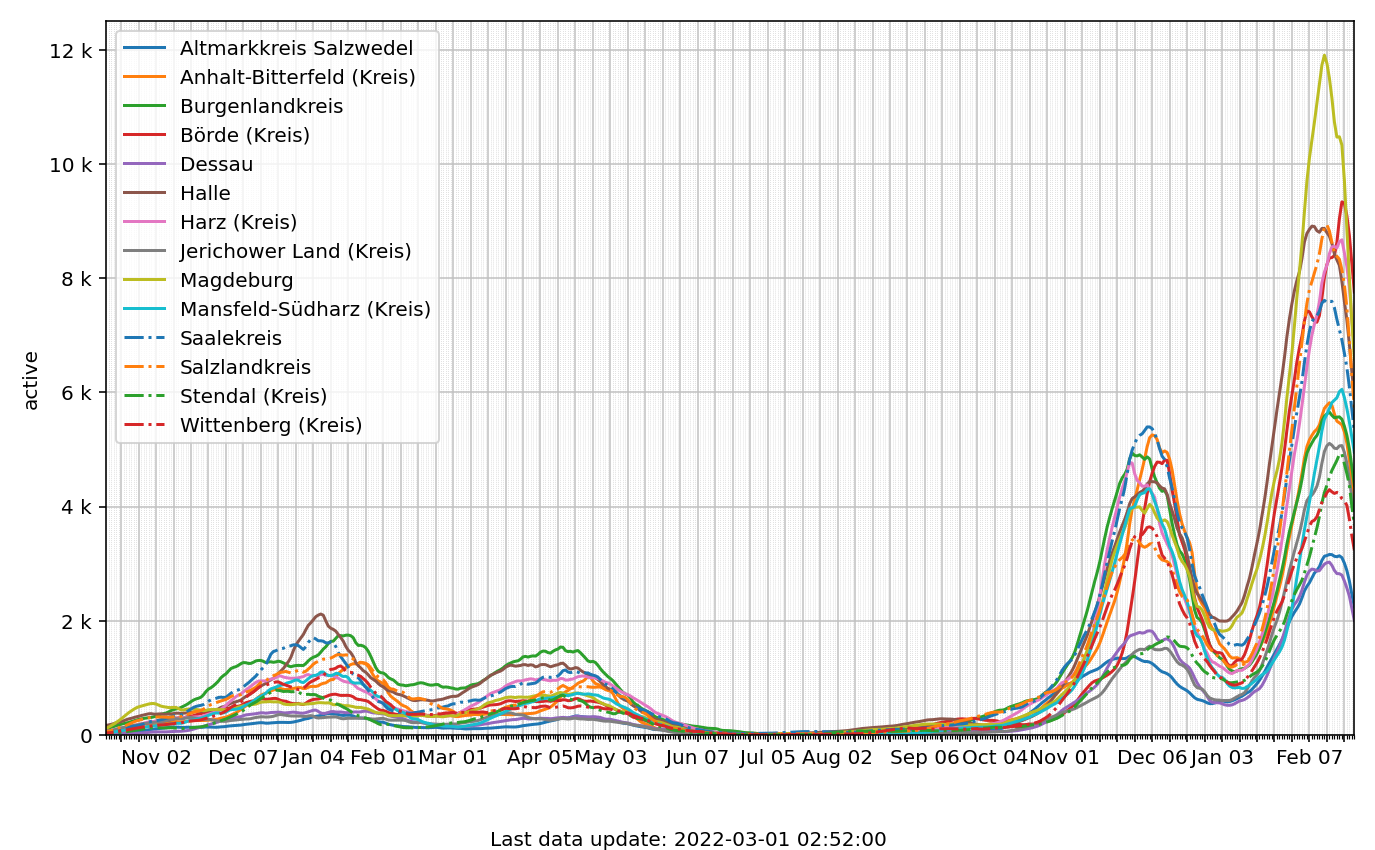 12 k
10 k
8 k
6 k
4 k
2 k
0
active
Altmarkkreis Salzwedel
Anhalt-Bitterfeld (Kreis)
Burgenlandkreis
Börde (Kreis)
Dessau
Halle
Harz (Kreis)
Jerichower Land (Kreis)
Magdeburg
Mansfeld-Südharz (Kreis)
Saalekreis
Salzlandkreis
Stendal (Kreis)
Wittenberg (Kreis)
Nov 02 Dec 07 Jan 04 Feb 01 Mar 01 Apr 05 May 03 Jun 07 Jul 05 Aug 02 Sep 06 Oct 04 Nov 01 Dec 06 Jan 03 Feb 07
Last data update: 2022-03-01 02:52:00